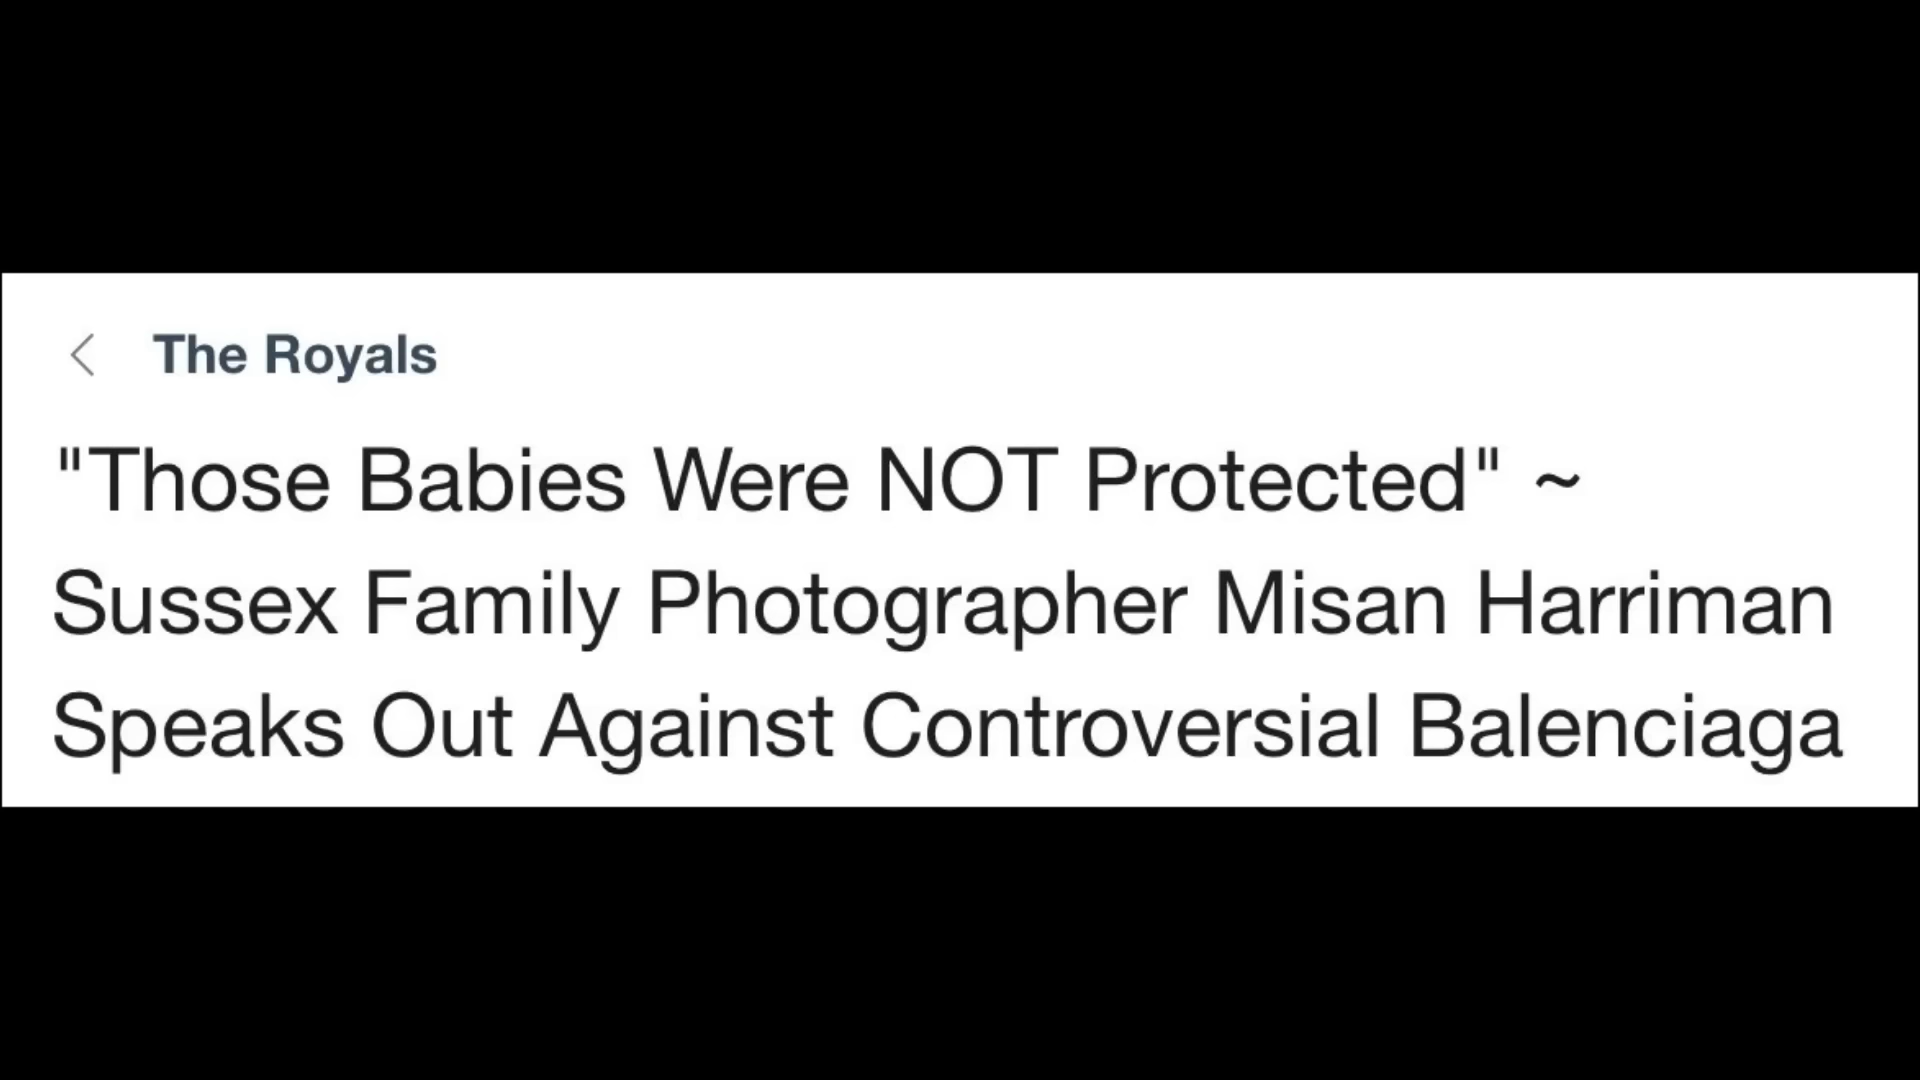 The Royals
"Those Babies Were NOT Protected" ~
Sussex Family Photographer Misan Harriman
Speaks Out Against Controversial Balenciaga